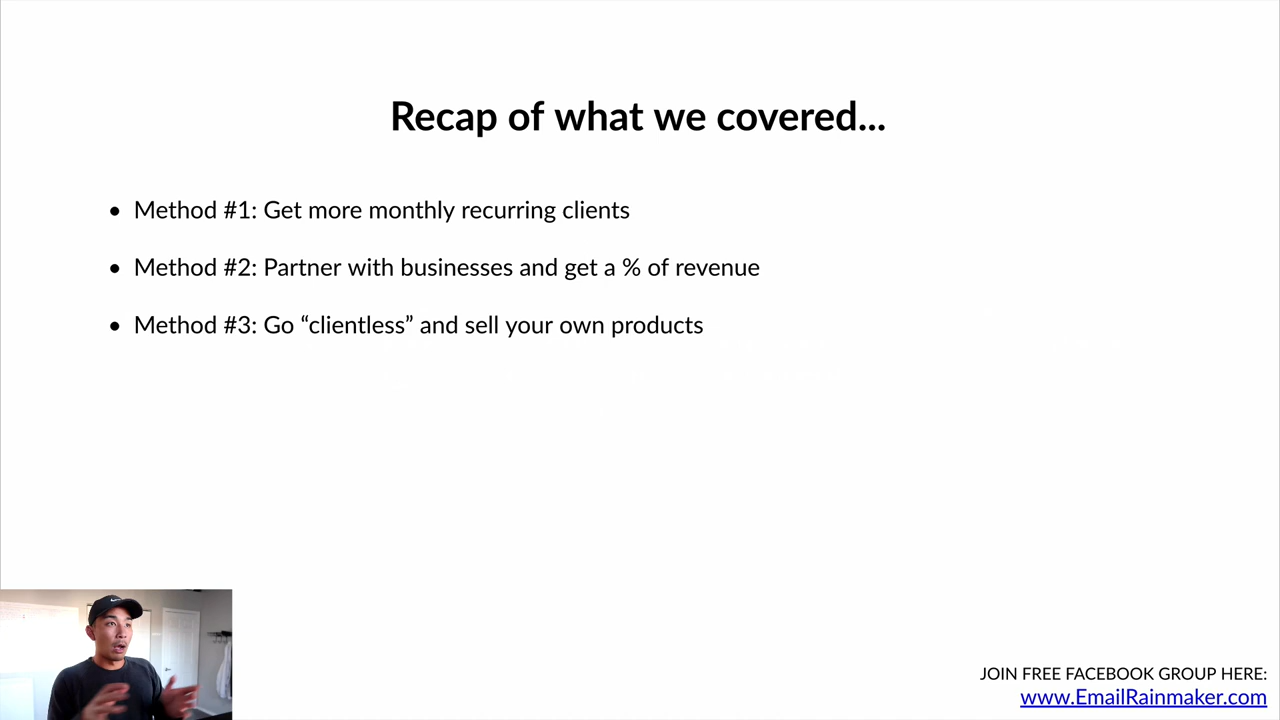 Recap of what we covered...
• Method #1: Get more monthly recurring clients
• Method #2: Partner with businesses and get a % of revenue
• Method #3: Go “clientless” and sell your own products
JOIN FREE FACEBOOK GROUP HERE:
www.EmailRainmaker.com